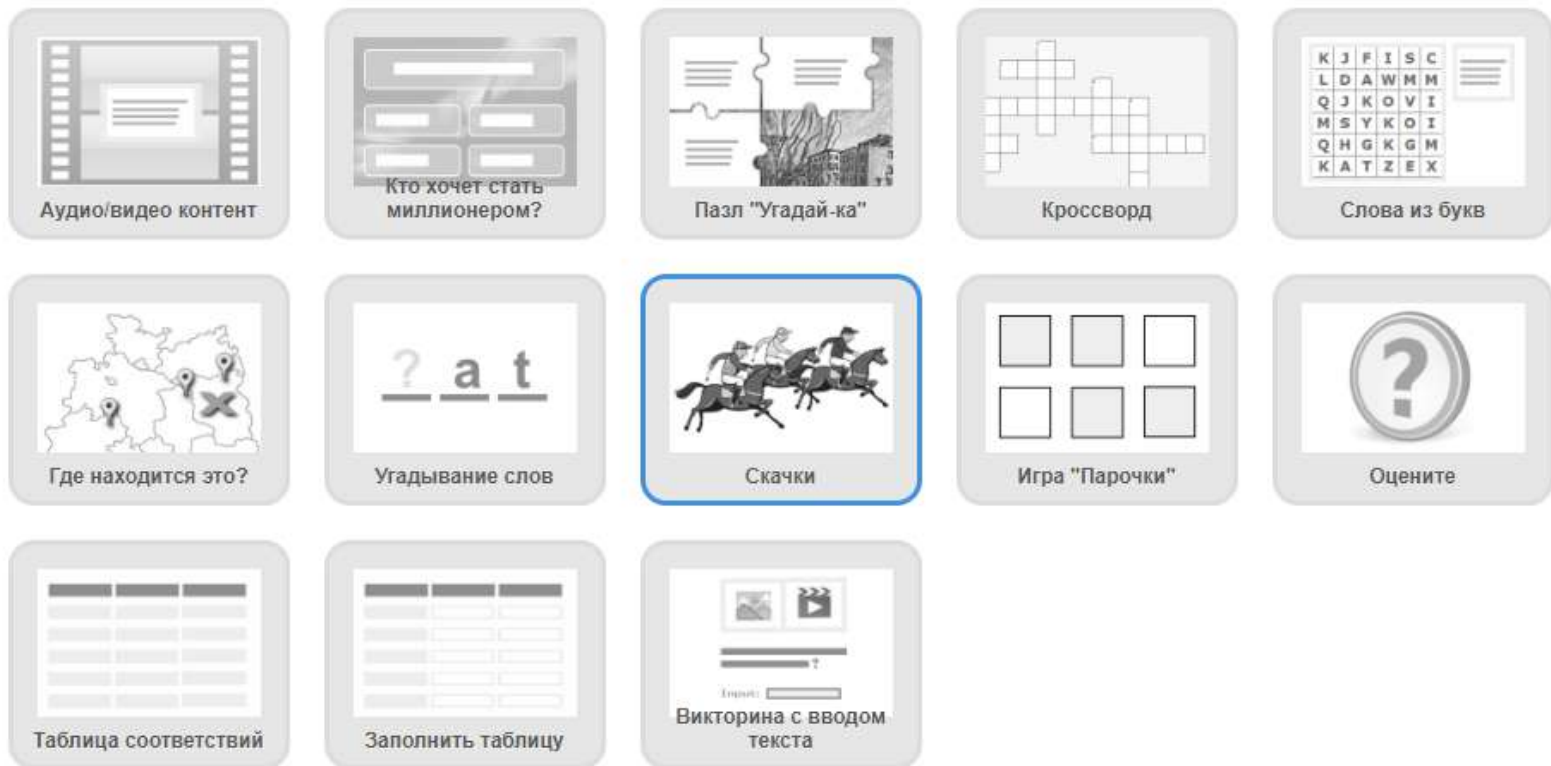 K J F I S C
L D A W M M
Q J K O V I
M S Y K O I
Q H G K G M
K A T Z E X
Аудио/видео контент
Кто хочет стать
миллионером?
Пазл "Угадай-ка"
Кроссворд
Слова из букв
? a t
?
Где находится это?
Угадывание слов
Скачки
Игра "Парочки"
Оцените
?
Input:
Таблица соответствий
Заполнить таблицу
Викторина с вводом
текста